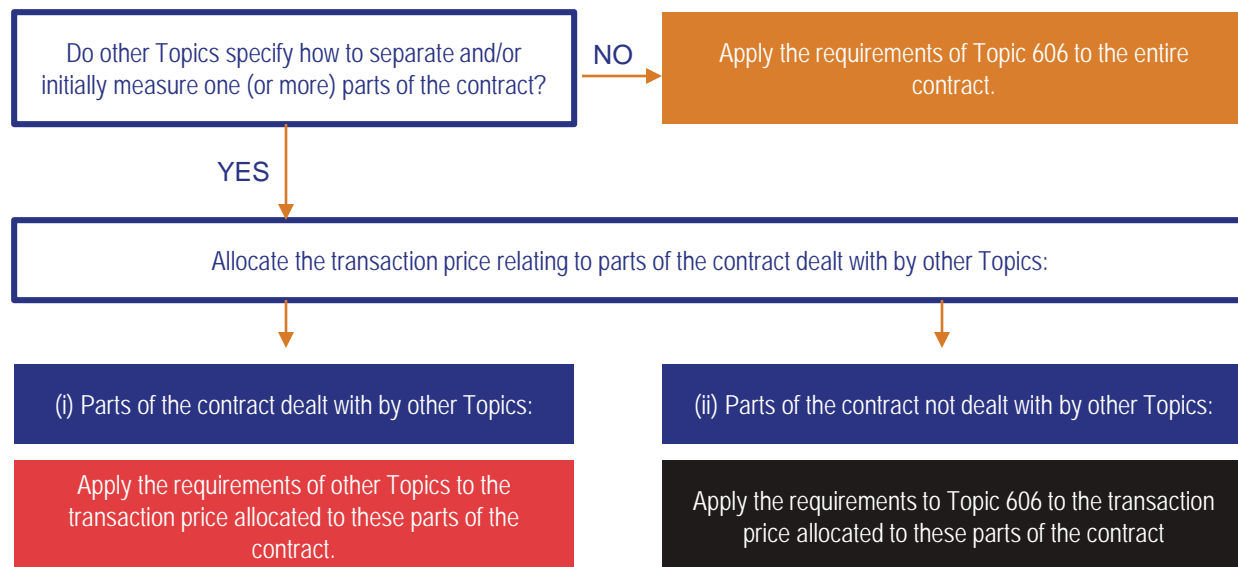 Do other Topics specify how to separate and/or
initially measure one (or more) parts of the contract?
NO
Apply the requirements of Topic 606 to the entire
contract.
YES
Allocate the transaction price relating to parts of the contract dealt with by other Topics:
(i) Parts of the contract dealt with by other Topics:
(ii) Parts of the contract not dealt with by other Topics:
Apply the requirements of other Topics to the
transaction price allocated to these parts of the
contract.
Apply the requirements to Topic 606 to the transaction
price allocated to these parts of the contract